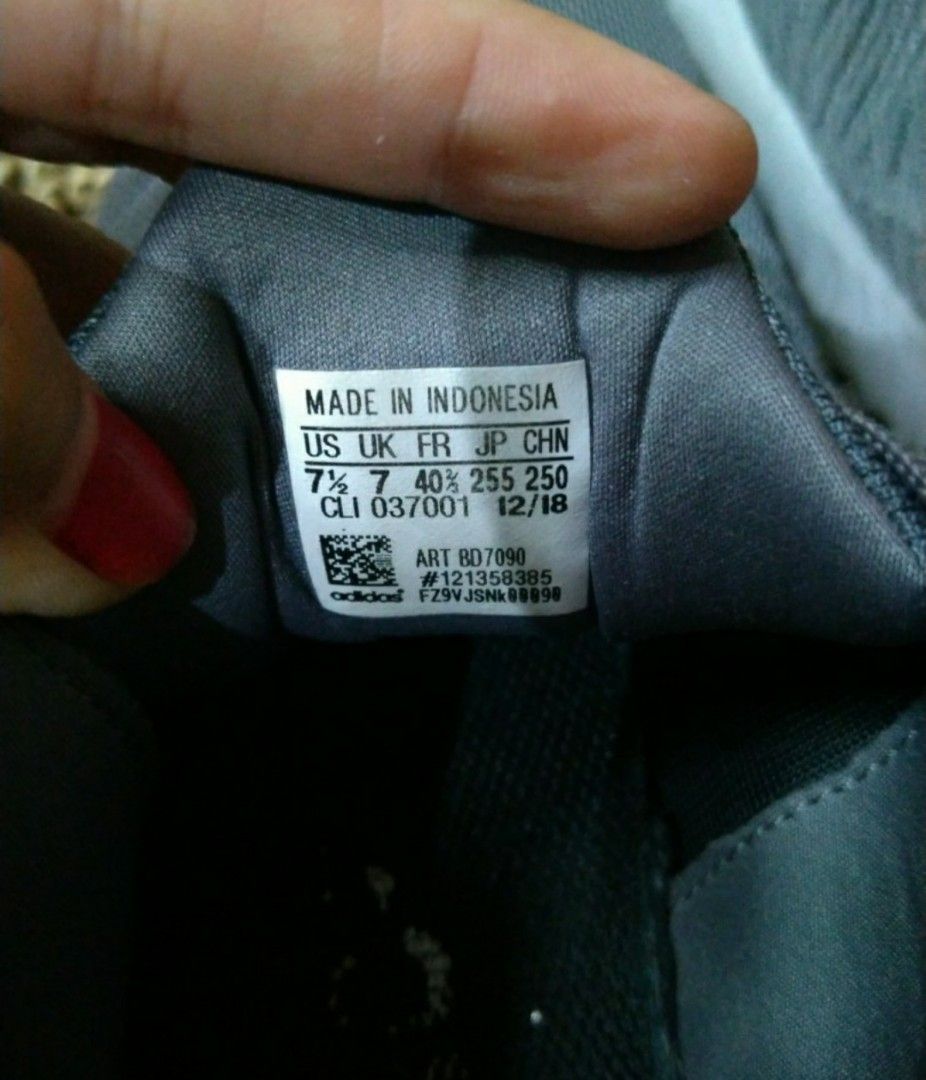 MADE IN INDONESIA
US UK FR JP CHN
7½ 7 40⅔ 255 250
CLI 037001 12/18
ART BD7090
#121358385
adidas FZ9VJSNk00090